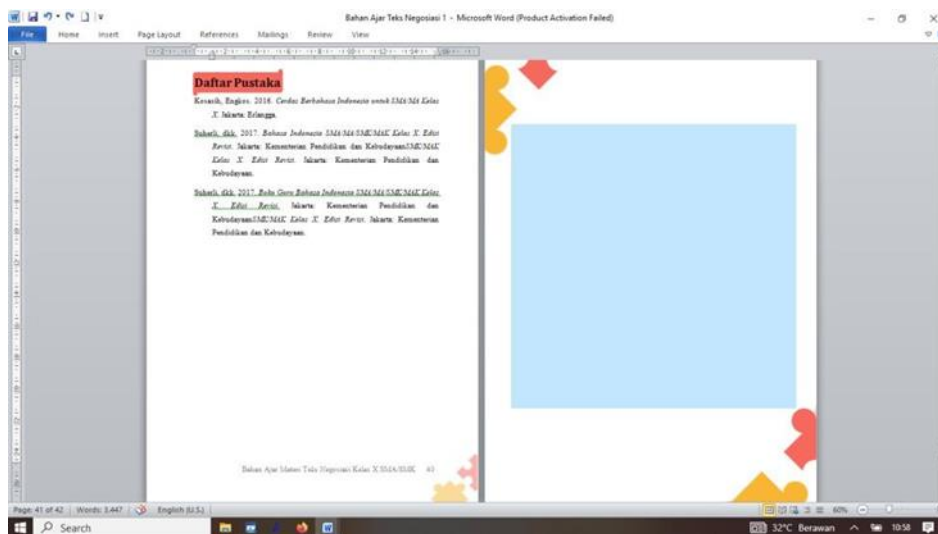 Bahan Ajar Teks Negosiasi 1 - Microsoft Word (Product Activation Failed)
File Home Insert Page Layout References Mailings Review View
Daftar Pustaka
Kosasih, Engkos. 2016. Cerdas Berbahasa Indonesia untuk SMA/MA Kelas
X. Jakarta: Erlangga.
Suherli, dkk. 2017. Bahasa Indonesia SMA/MA/SMK/MAK Kelas X. Edisi
Revisi. Jakarta: Kementerian Pendidikan dan KebudayaanSMK/MAK
Kelas X. Edisi Revisi. Jakarta: Kementerian Pendidikan dan
Kebudayaan.
Suherli, dkk. 2017. Buku Guru Bahasa Indonesia SMA/MA/SMK/MAK Kelas
X. Edisi Revisi. Jakarta: Kementerian Pendidikan dan
KebudayaanSMK/MAK Kelas X. Edisi Revisi. Jakarta: Kementerian
Pendidikan dan Kebudayaan.
Bahan Ajar Materi Teks Negosiasi Kelas X SMA/SMK
Page: 41 of 42 Words: 3.447 English (U.S.) 60%
Search 32°C Berawan 10:58